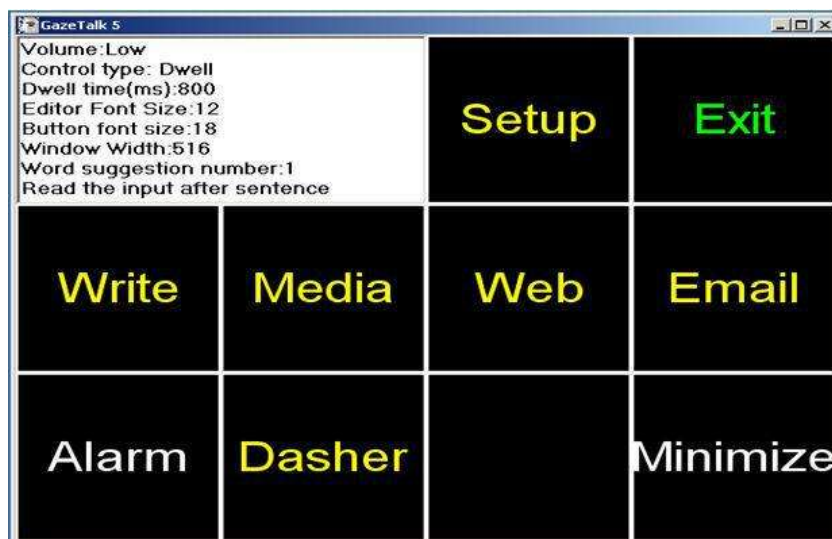 GazeTalk 5
Volume:Low
Control type: Dwell
Dwell time(ms):800
Editor Font Size:12
Button font size:18
Window Width:516
Word suggestion number:1
Read the input after sentence
Setup
Exit
Write
Media
Web
Email
Alarm
Dasher
Minimize